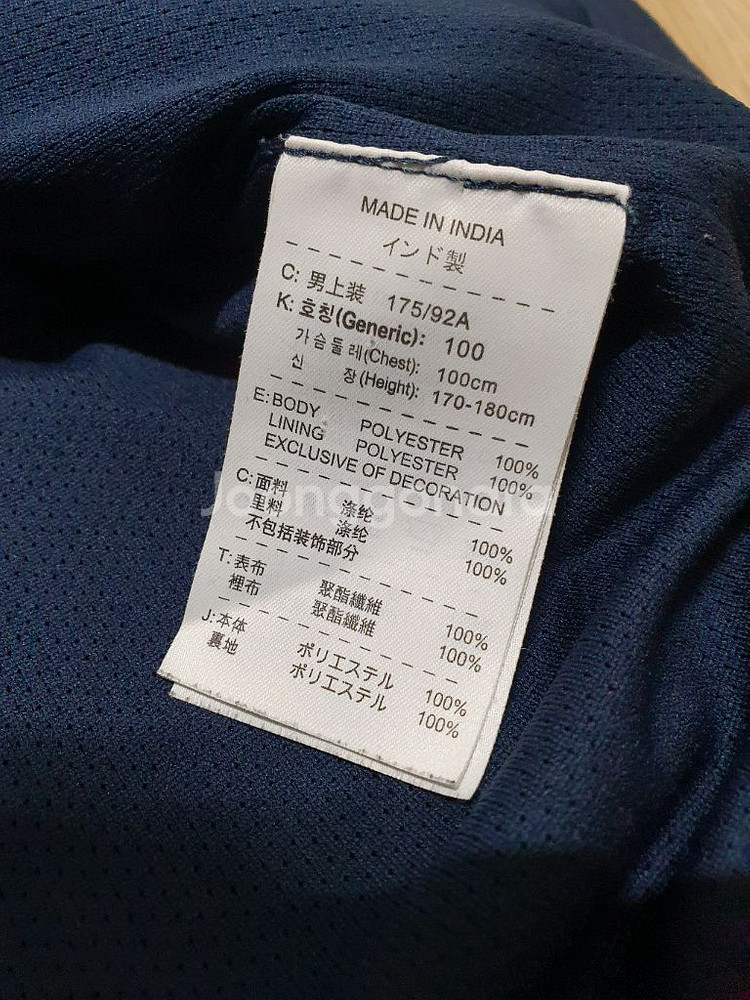 MADE IN INDIA
インド製
C: 男上装 175/92A
K: 호칭(Generic): 100
가슴둘레(Chest): 100cm
신 장(Height): 170-180cm
E: BODY POLYESTER 100%
LINING POLYESTER 100%
EXCLUSIVE OF DECORATION
C: 面料 涤纶 100%
里料 涤纶 100%
不包括装饰部分
T: 表布 聚酯纖維 100%
裡布 聚酯纖維 100%
J: 本体 ポリエステル 100%
裏地 ポリエステル 100%
Joonggonara